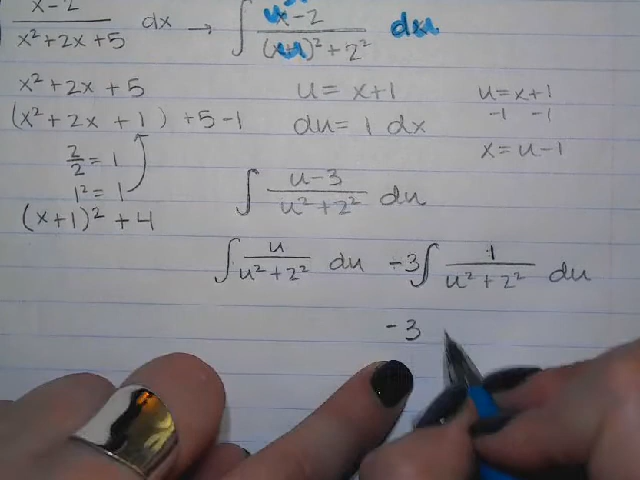 ∫ x-2 / x²+2x+5 dx → ∫ -2 / (u)² + 2² du
x² + 2x + 5
(x² + 2x + 1) + 5 - 1
2/2 = 1
1² = 1
(x+1)² + 4
u = x+1
du = 1 dx
u = x+1
-1 -1
x = u-1
∫ u-3 / u² + 2² du
∫ u / u² + 2² du - 3∫ 1 / u² + 2² du
- 3